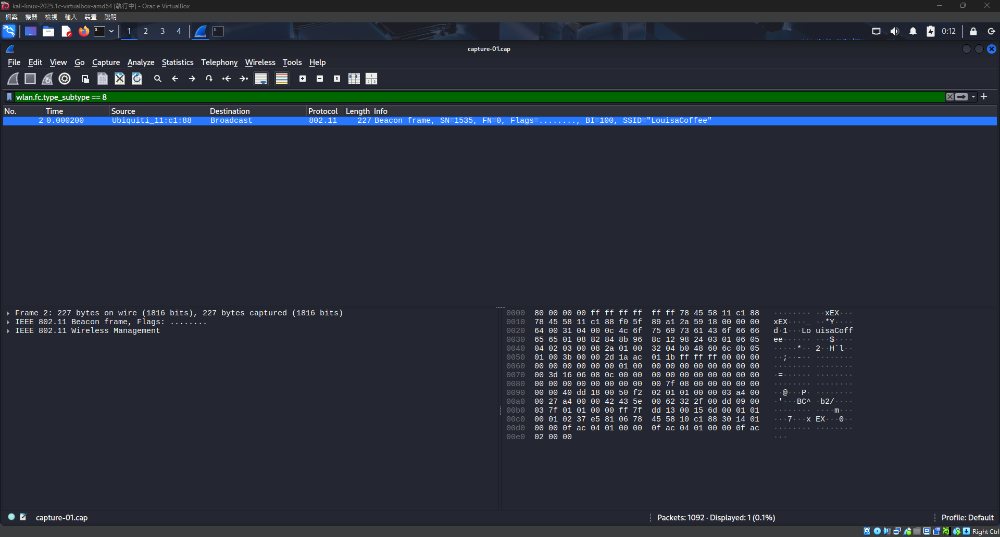 kali-linux-2025.1c-virtualbox-amd64 [執行中] - Oracle VirtualBox
檔案 機器 檢視 輸入 裝置 說明
1 2 3 4 0:12
capture-01.cap
File Edit View Go Capture Analyze Statistics Telephony Wireless Tools Help
wlan.fc.type_subtype == 8
No. Time Source Destination Protocol Length Info
2 0.000200 Ubiquiti_11:c1:88 Broadcast 802.11 227 Beacon frame, SN=1535, FN=0, Flags=........, BI=100, SSID="LouisaCoffee"
Frame 2: 227 bytes on wire (1816 bits), 227 bytes captured (1816 bits)
IEEE 802.11 Beacon frame, Flags: ........
IEEE 802.11 Wireless Management
0000 80 00 00 00 ff ff ff ff ff ff 78 45 58 11 c1 88 ········ ··xEX···
0010 78 45 58 11 c1 88 f0 5f 89 a1 2a 59 18 00 00 00 xEX····_ ··*Y····
0020 64 00 31 04 00 0c 4c 6f 75 69 73 61 43 6f 66 66 d·1···Lo uisaCoff
0030 65 65 01 08 82 84 8b 96 8c 12 98 24 03 01 06 05 ee······ ···$····
0040 04 02 03 00 08 2a 01 00 32 04 b0 48 60 6c 0b 05 ·····*·· 2··H`l··
0050 01 00 3b 00 00 2d 1a ac 01 1b ff ff ff 00 00 00 ··;··-·· ········
0060 00 00 00 00 00 00 01 00 00 00 00 00 00 00 00 00 ········ ········
0070 00 3d 16 06 08 0c 00 00 00 00 00 00 00 00 00 00 ·=······ ········
0080 00 00 00 00 00 00 00 00 00 7f 08 00 00 00 00 00 ········ ········
0090 00 00 40 dd 18 00 50 f2 02 01 01 00 00 03 a4 00 ··@···P· ········
00a0 00 27 a4 00 00 42 43 5e 00 62 32 2f 00 dd 09 00 ·'···BC^ ·b2/····
00b0 03 7f 01 01 00 00 ff 7f dd 13 00 15 6d 00 01 01 ········ ····m···
00c0 00 01 02 37 e5 81 06 78 45 58 10 c1 88 30 14 01 ···7···x EX···0··
00d0 00 00 0f ac 04 01 00 00 0f ac 04 01 00 00 0f ac ········ ········
00e0 02 00 00 ···
capture-01.cap Packets: 1092 · Displayed: 1 (0.1%) Profile: Default
Right Ctrl